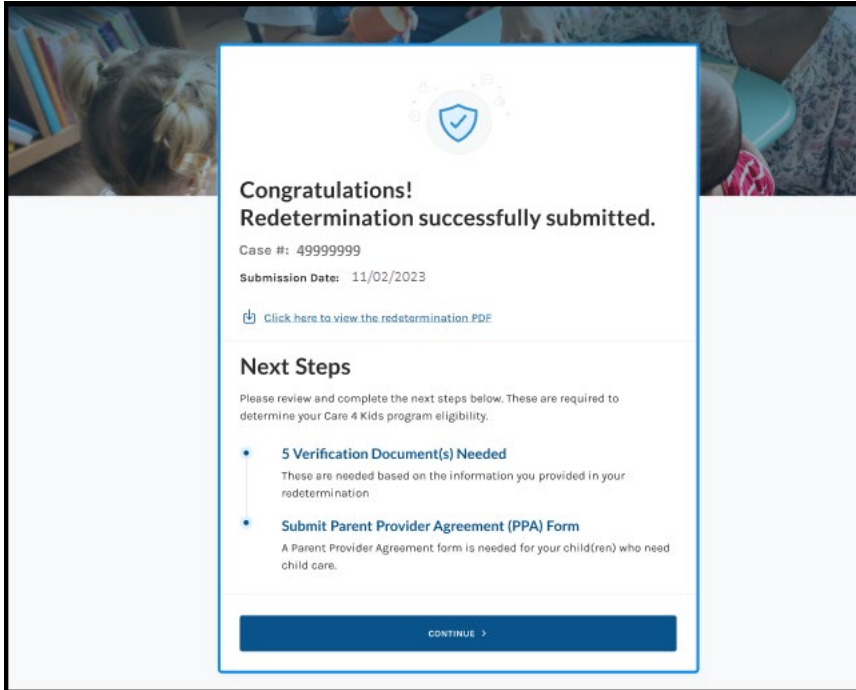 Congratulations!
Redetermination successfully submitted.
Case #: 49999999
Submission Date: 11/02/2023
Click here to view the redetermination PDF
Next Steps
Please review and complete the next steps below. These are required to
determine your Care 4 Kids program eligibility.
5 Verification Document(s) Needed
These are needed based on the information you provided in your
redetermination
Submit Parent Provider Agreement (PPA) Form
A Parent Provider Agreement form is needed for your child(ren) who need
child care.
CONTINUE >